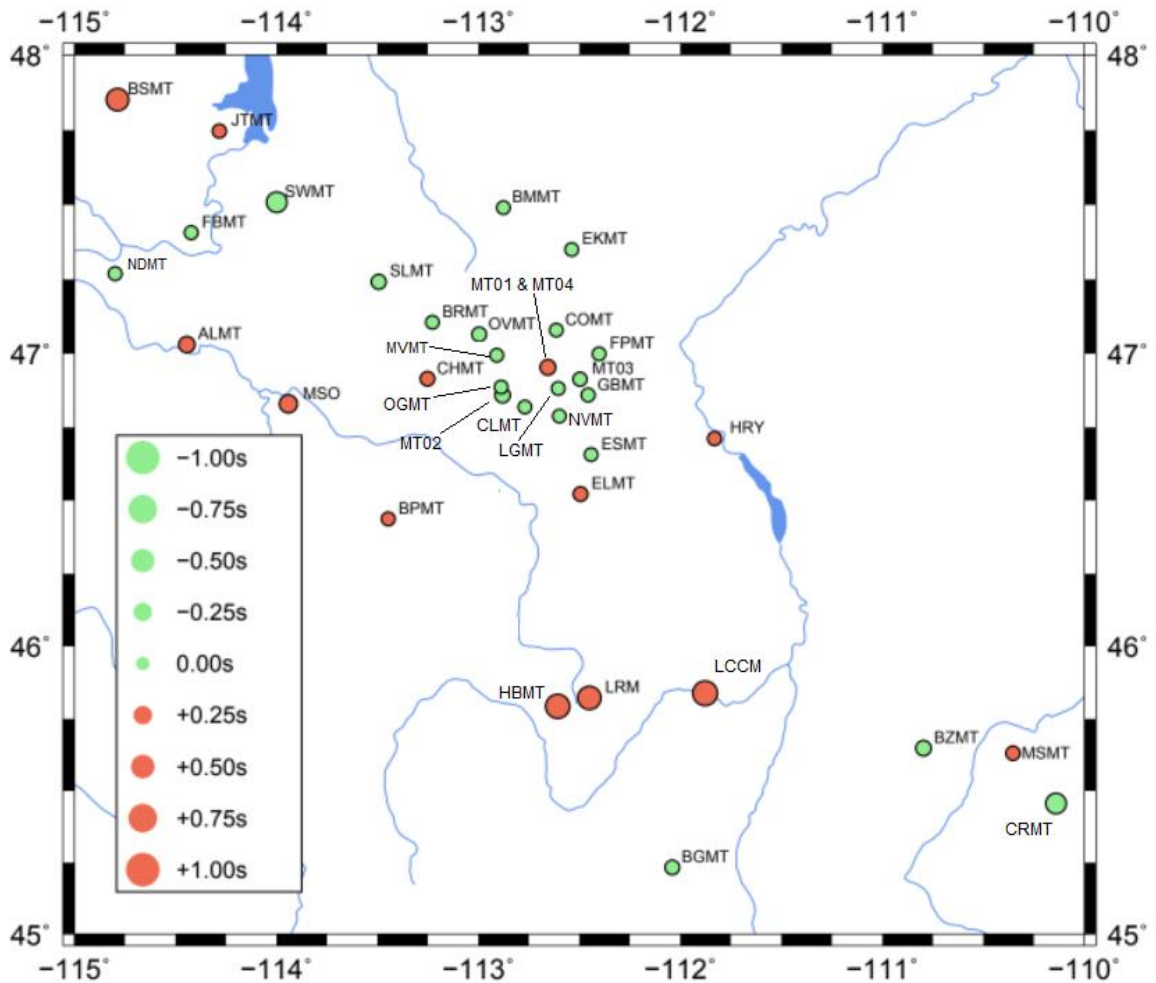 −115˚ −114˚ −113˚ −112˚ −111˚ −110˚
48˚ 48˚
BSMT
JTMT
SWMT
BMMT
FBMT
EKMT
NDMT
SLMT
MT01 & MT04
BRMT
OVMT
COMT
ALMT
MVMT
FPMT
47˚ 47˚
CHMT
MT03
GBMT
MSO
OGMT
CLMT
NVMT
HRY
MT02
LGMT
ESMT
ELMT
BPMT
−1.00s
−0.75s
−0.50s
−0.25s
0.00s
+0.25s
+0.50s
+0.75s
+1.00s
46˚ 46˚
LCCM
HBMT
LRM
BZMT
MSMT
CRMT
BGMT
45˚ 45˚
−115˚ −114˚ −113˚ −112˚ −111˚ −110˚